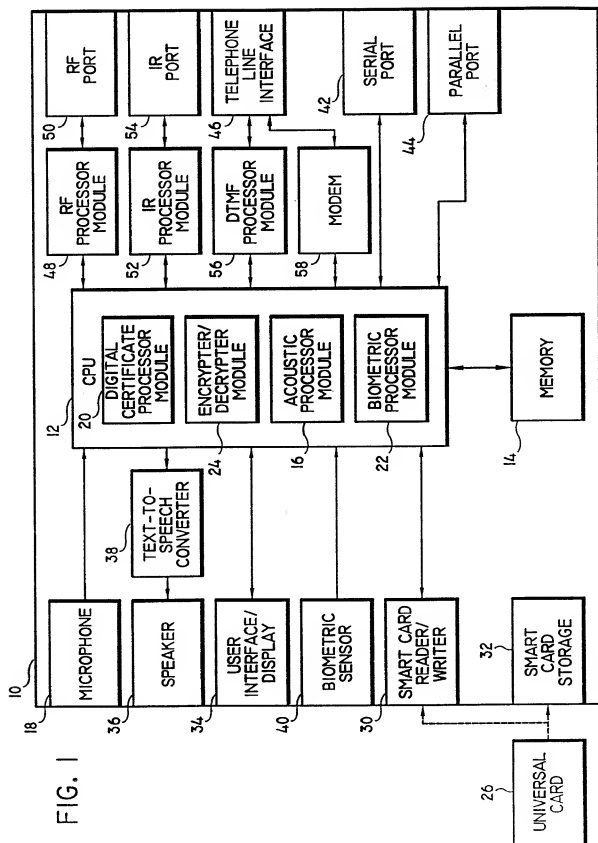 FIG. 1
10
18
MICROPHONE
36
SPEAKER
34
USER
INTERFACE/
DISPLAY
40
BIOMETRIC
SENSOR
30
SMART CARD
READER/
WRITER
32
SMART
CARD
STORAGE
26
UNIVERSAL
CARD
38
TEXT-TO-
SPEECH
CONVERTER
12
CPU
20
DIGITAL
CERTIFICATE
PROCESSOR
MODULE
24
ENCRYPTER/
DECRYPTER
MODULE
16
ACOUSTIC
PROCESSOR
MODULE
22
BIOMETRIC
PROCESSOR
MODULE
14
MEMORY
48
RF
PROCESSOR
MODULE
52
IR
PROCESSOR
MODULE
56
DTMF
PROCESSOR
MODULE
58
MODEM
50
RF
PORT
54
IR
PORT
46
TELEPHONE
LINE
INTERFACE
42
SERIAL
PORT
44
PARALLEL
PORT